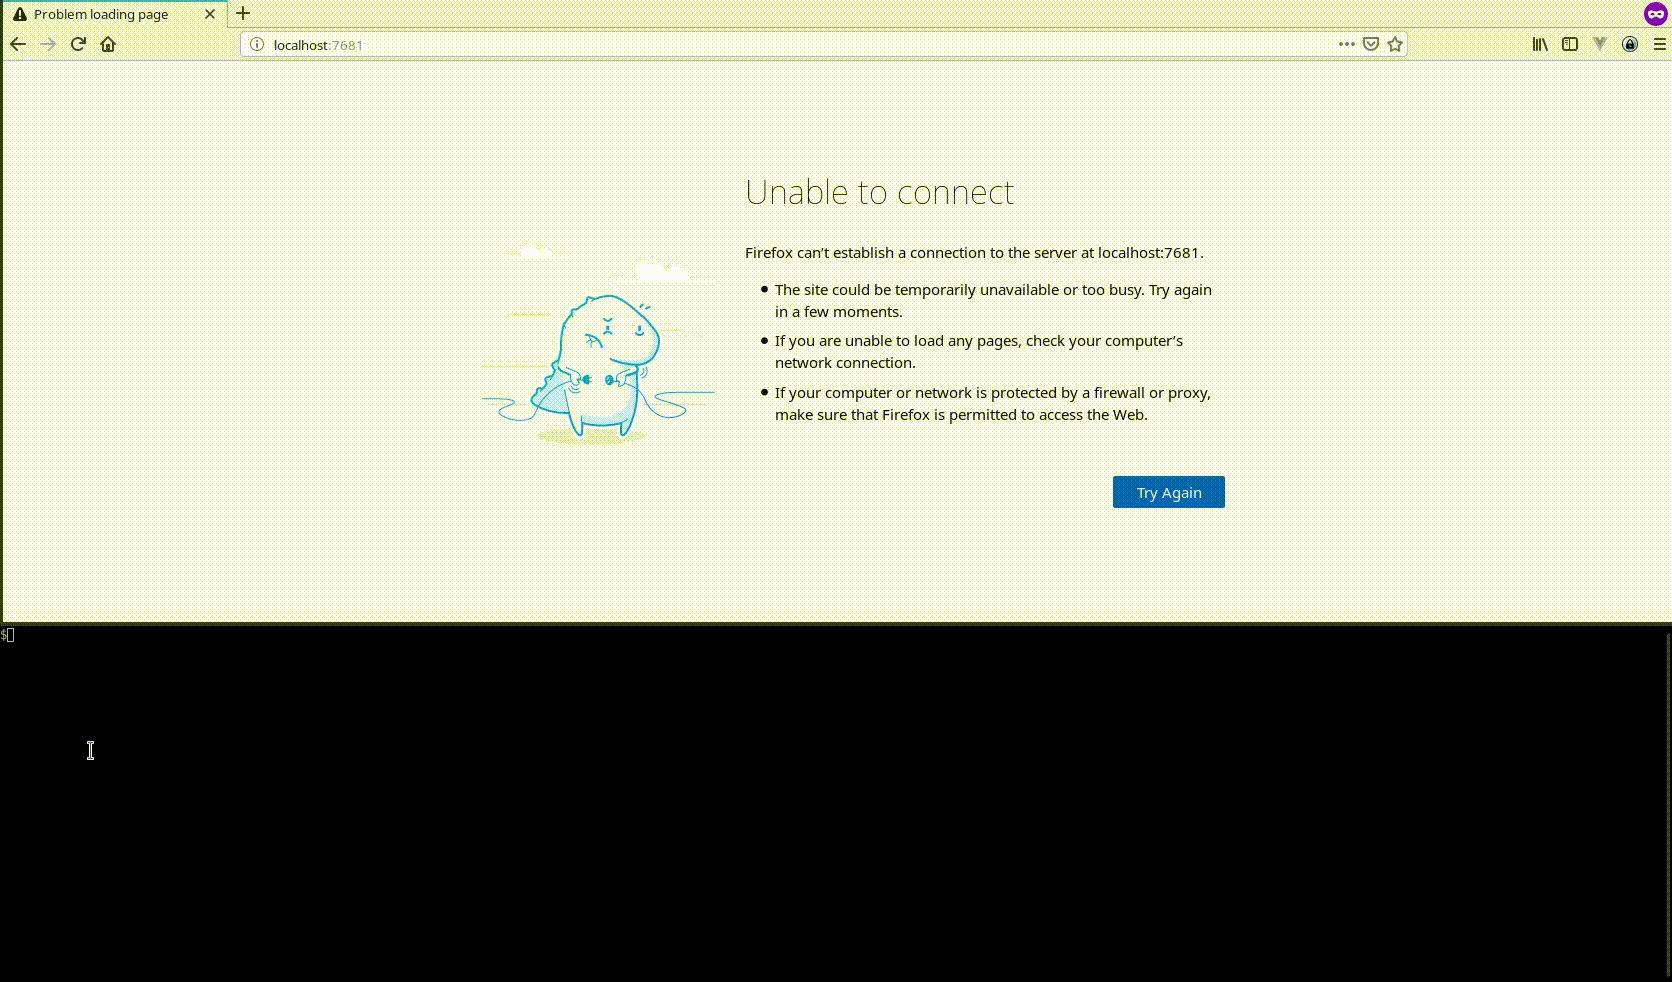 Problem loading page
localhost:7681
Unable to connect
Firefox can’t establish a connection to the server at localhost:7681.
The site could be temporarily unavailable or too busy. Try again
in a few moments.
If you are unable to load any pages, check your computer’s
network connection.
If your computer or network is protected by a firewall or proxy,
make sure that Firefox is permitted to access the Web.
Try Again
$